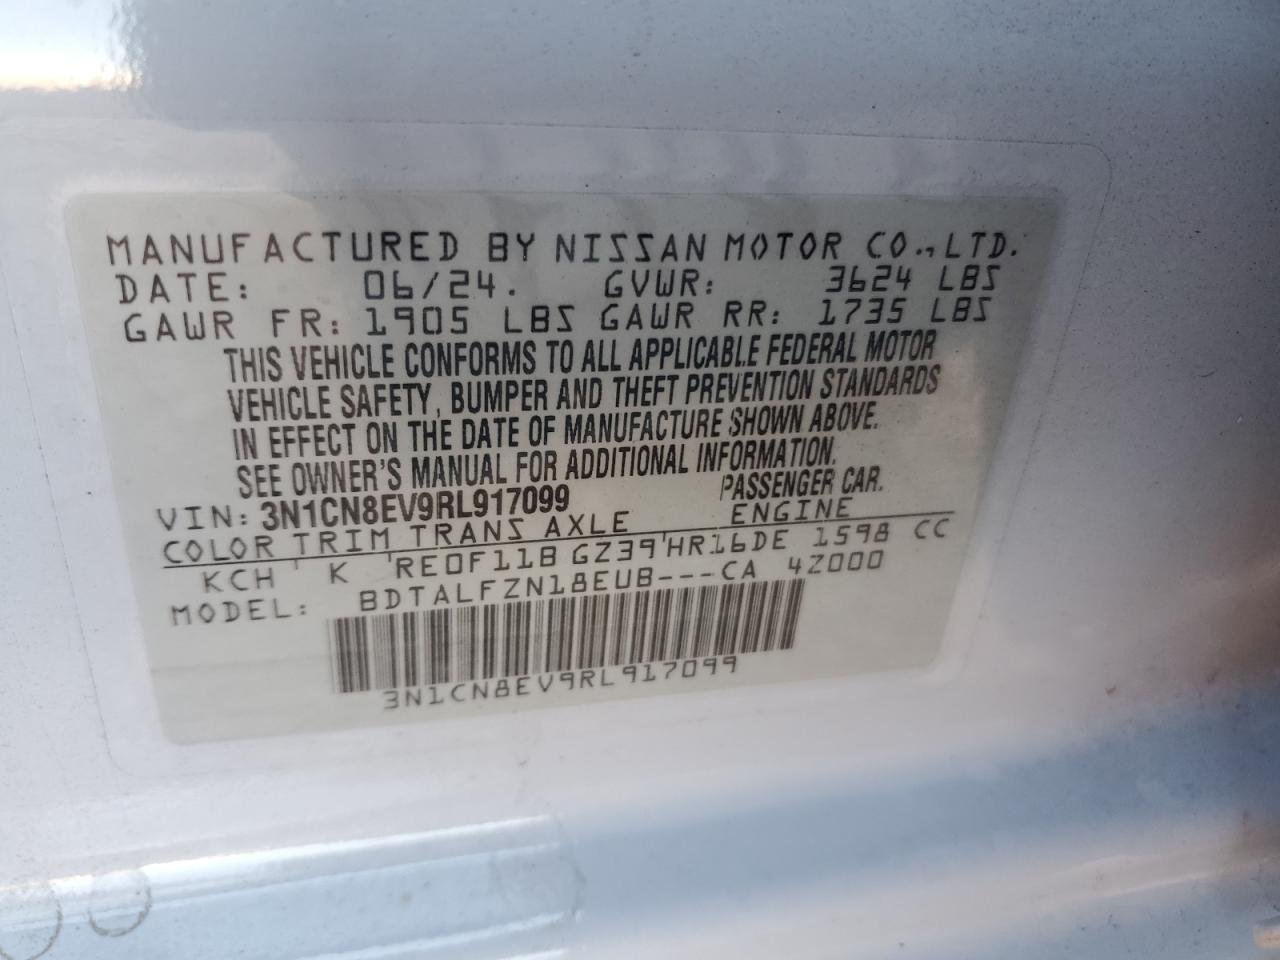 MANUFACTURED BY NISSAN MOTOR CO., LTD.
DATE: 06/24. GVWR: 3624 LBS
GAWR FR: 1905 LBS GAWR RR: 1735 LBS
THIS VEHICLE CONFORMS TO ALL APPLICABLE FEDERAL MOTOR
VEHICLE SAFETY, BUMPER AND THEFT PREVENTION STANDARDS
IN EFFECT ON THE DATE OF MANUFACTURE SHOWN ABOVE.
SEE OWNER'S MANUAL FOR ADDITIONAL INFORMATION.
VIN: 3N1CN8EV9RL917099 PASSENGER CAR.
COLOR TRIM TRANS AXLE ENGINE
KCH K RE0F11B GZ39 HR16DE 1598 CC
MODEL: BDTALFZN18EUB---CA 4Z000
3N1CN8EV9RL917099